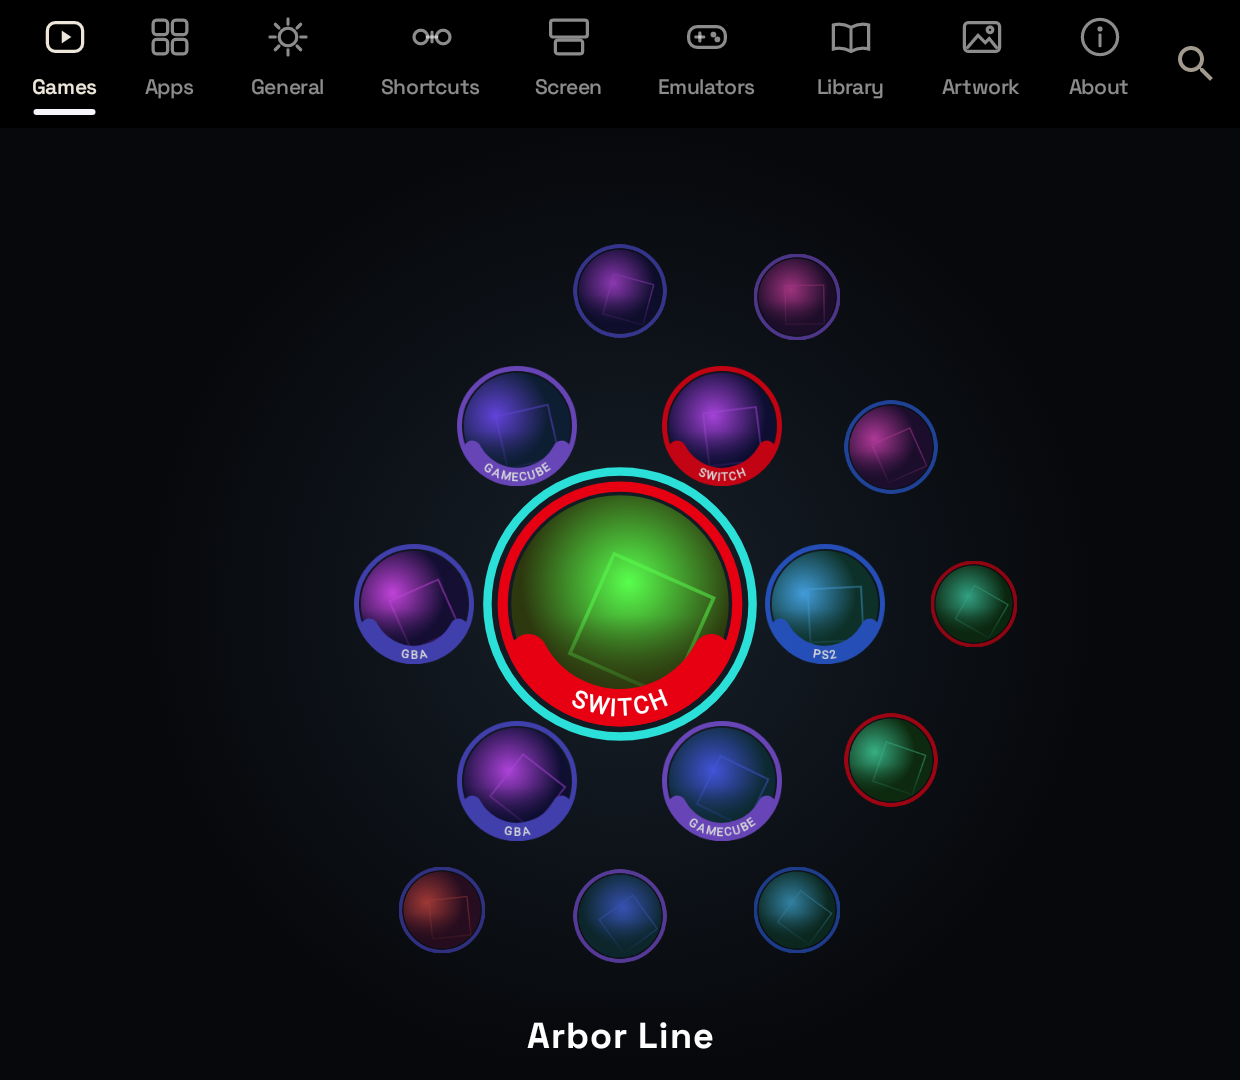 Games Apps General Shortcuts Screen Emulators Library Artwork About
GAMECUBE SWITCH
GBA PS2
SWITCH
GBA GAMECUBE
Arbor Line